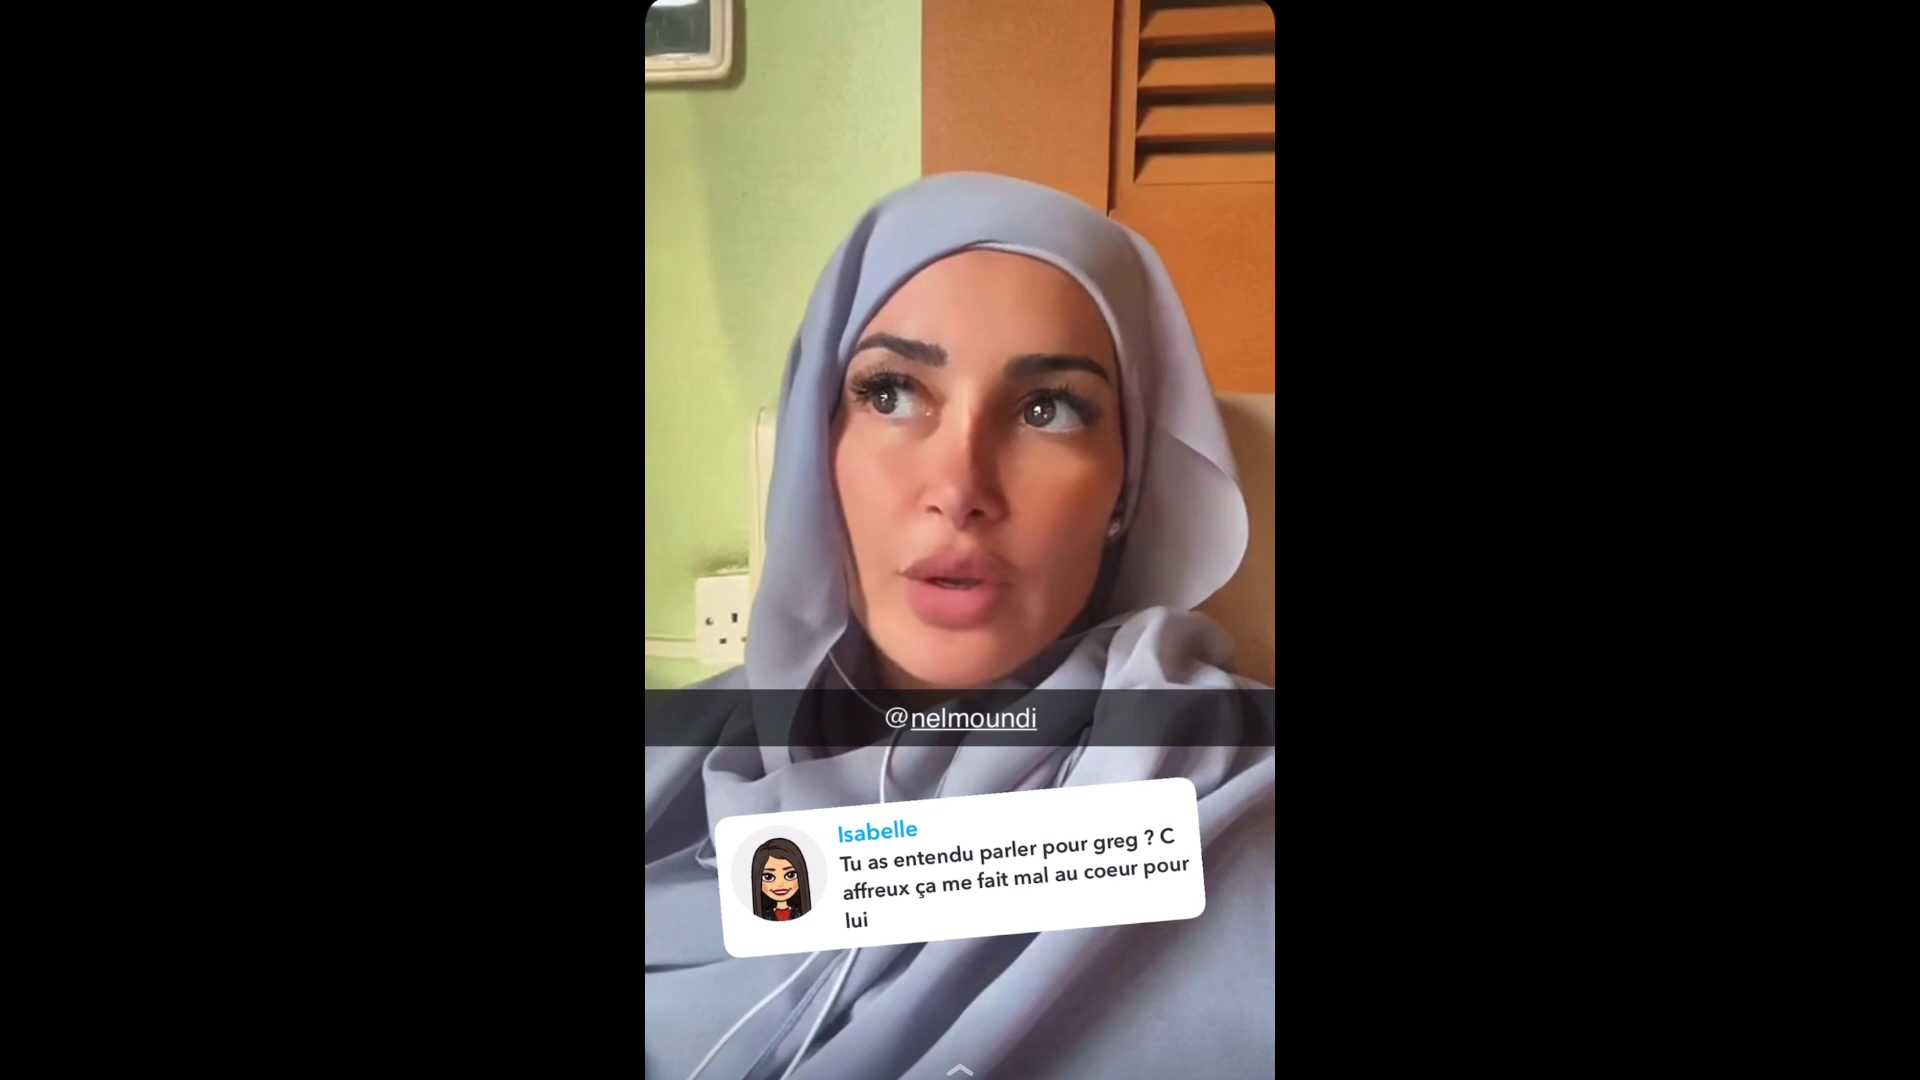 @nelmoundi
Isabelle
Tu as entendu parler pour greg ? C
affreux ça me fait mal au coeur pour
lui